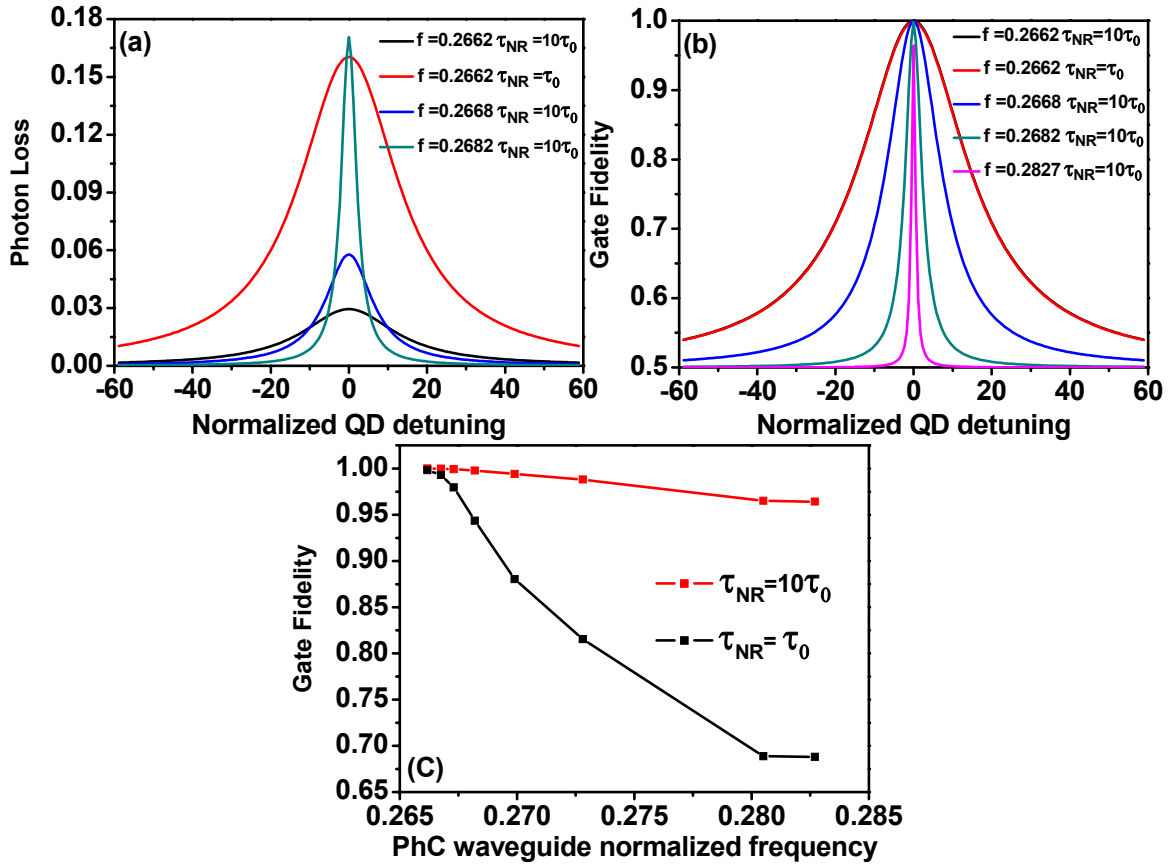 (a)
Photon Loss
0.18
0.15
0.12
0.09
0.06
0.03
0.00
-60 -40 -20 0 20 40 60
Normalized QD detuning
f =0.2662 τNR =10τ0
f =0.2662 τNR =τ0
f =0.2668 τNR =10τ0
f =0.2682 τNR =10τ0
(b)
Gate Fidelity
1.0
0.9
0.8
0.7
0.6
0.5
-60 -40 -20 0 20 40 60
Normalized QD detuning
f =0.2662 τNR=10τ0
f =0.2662 τNR=τ0
f =0.2668 τNR=10τ0
f =0.2682 τNR=10τ0
f =0.2827 τNR=10τ0
(C)
Gate Fidelity
1.00
0.95
0.90
0.85
0.80
0.75
0.70
0.65
0.265 0.270 0.275 0.280 0.285
PhC waveguide normalized frequency
τNR=10τ0
τNR= τ0